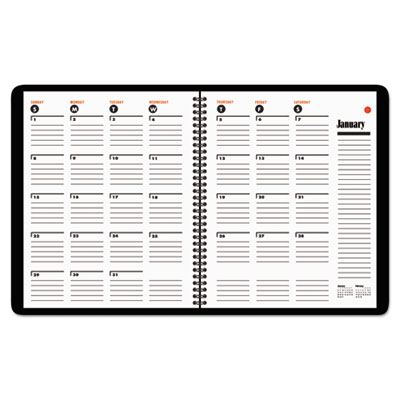 SUNDAY MONDAY TUESDAY WEDNESDAY THURSDAY FRIDAY SATURDAY
S M T W T F S
January
1 2 3 4 5 6 7
8 9 10 11 12 13 14
15 16 17 18 19 20 21
22 23 24 25 26 27 28
29 30 31